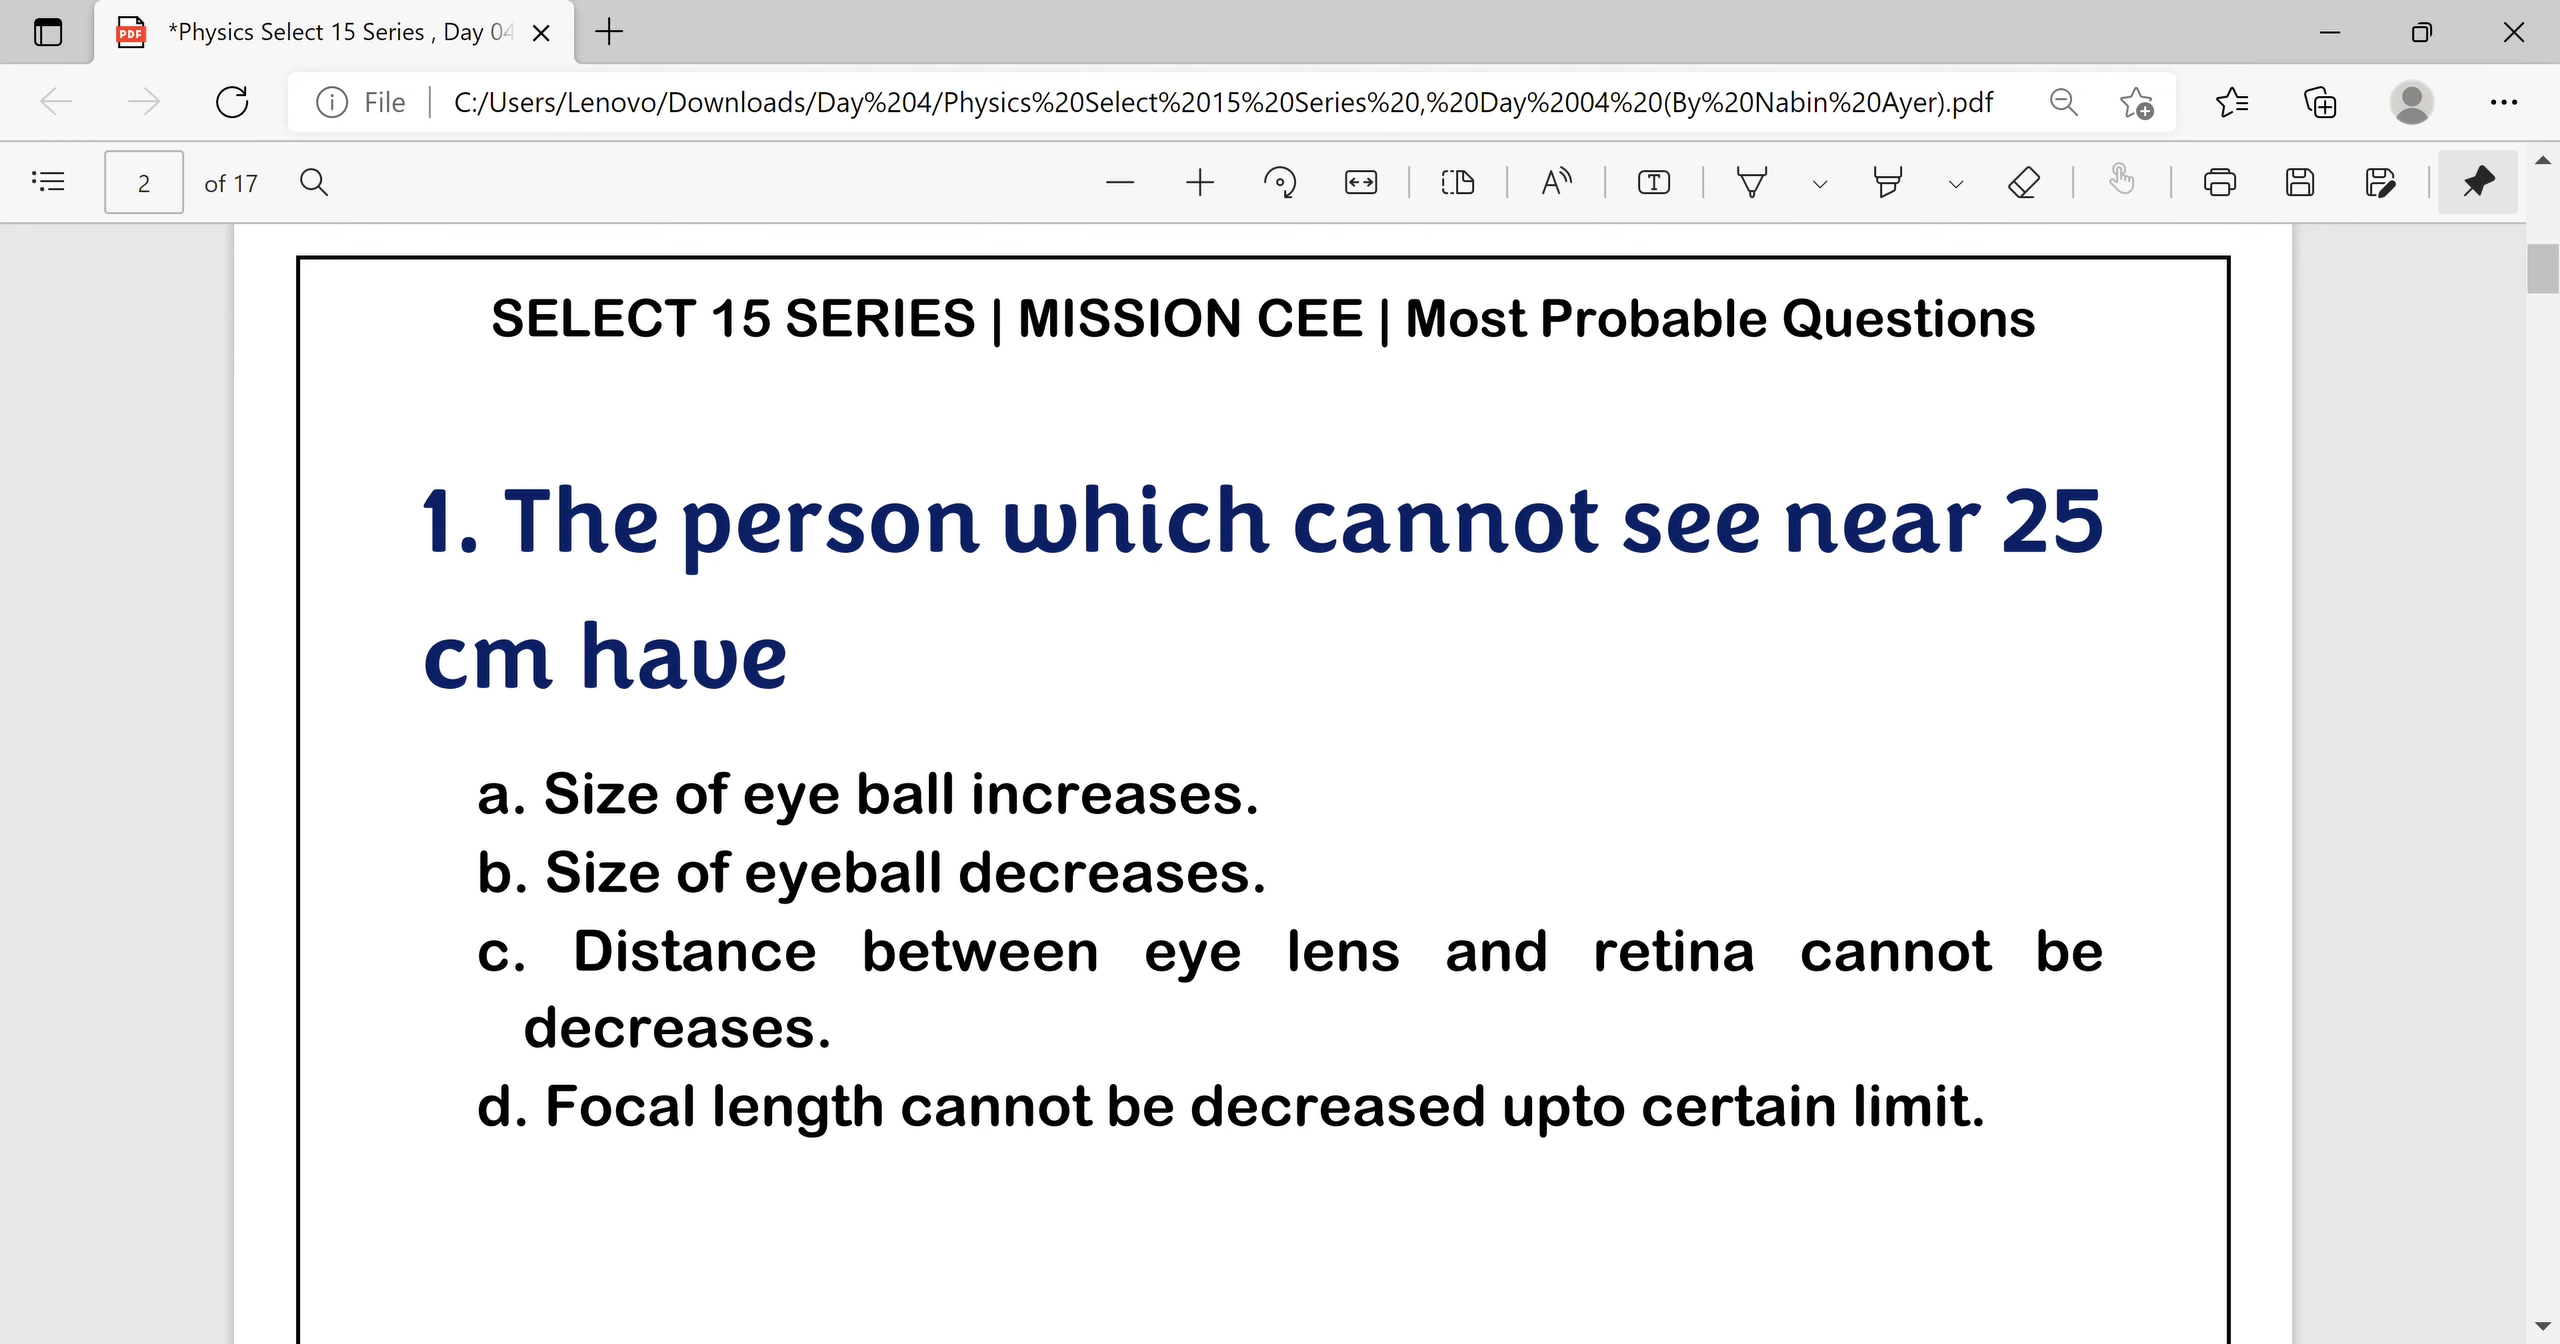 *Physics Select 15 Series , Day 04
File | C:/Users/Lenovo/Downloads/Day%204/Physics%20Select%2015%20Series%20,%20Day%2004%20(By%20Nabin%20Ayer).pdf
2 of 17
SELECT 15 SERIES | MISSION CEE | Most Probable Questions
1. The person which cannot see near 25
cm have
a. Size of eye ball increases.
b. Size of eyeball decreases.
c. Distance between eye lens and retina cannot be
decreases.
d. Focal length cannot be decreased upto certain limit.